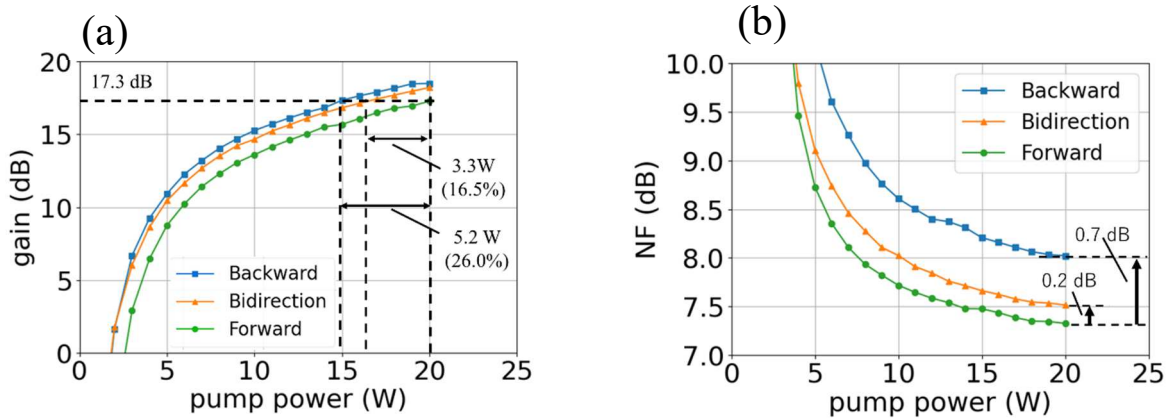 (a)
20
15
10
5
0
gain (dB)
17.3 dB
3.3W
(16.5%)
5.2 W
(26.0%)
Backward
Bidirection
Forward
0 5 10 15 20 25
pump power (W)
(b)
10.0
9.5
9.0
8.5
8.0
7.5
7.0
NF (dB)
Backward
Bidirection
Forward
0.7 dB
0.2 dB
0 5 10 15 20 25
pump power (W)